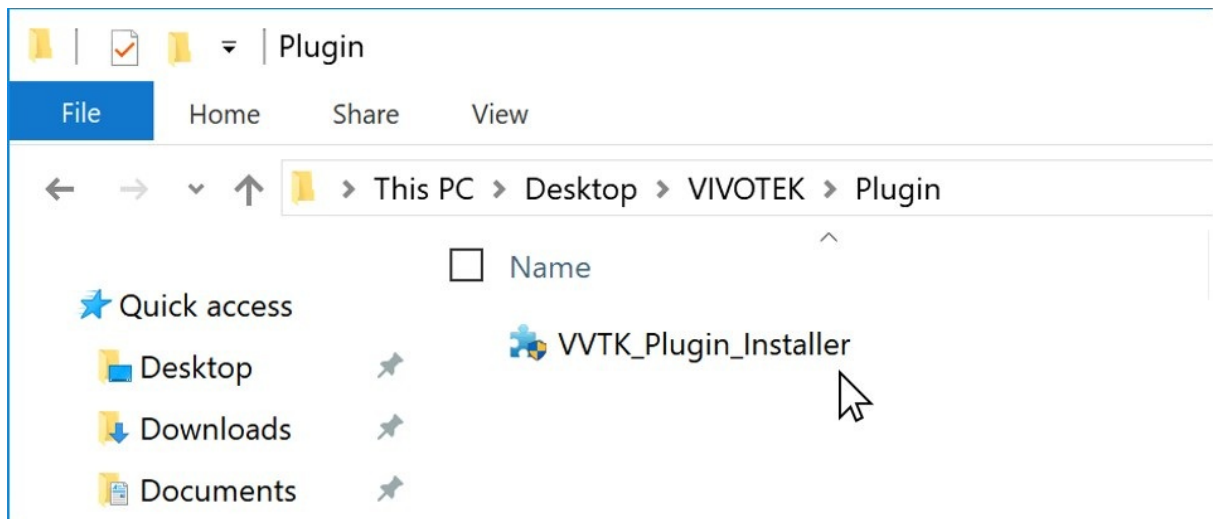 Plugin
File Home Share View
This PC > Desktop > VIVOTEK > Plugin
Name
Quick access
VVTK_Plugin_Installer
Desktop
Downloads
Documents